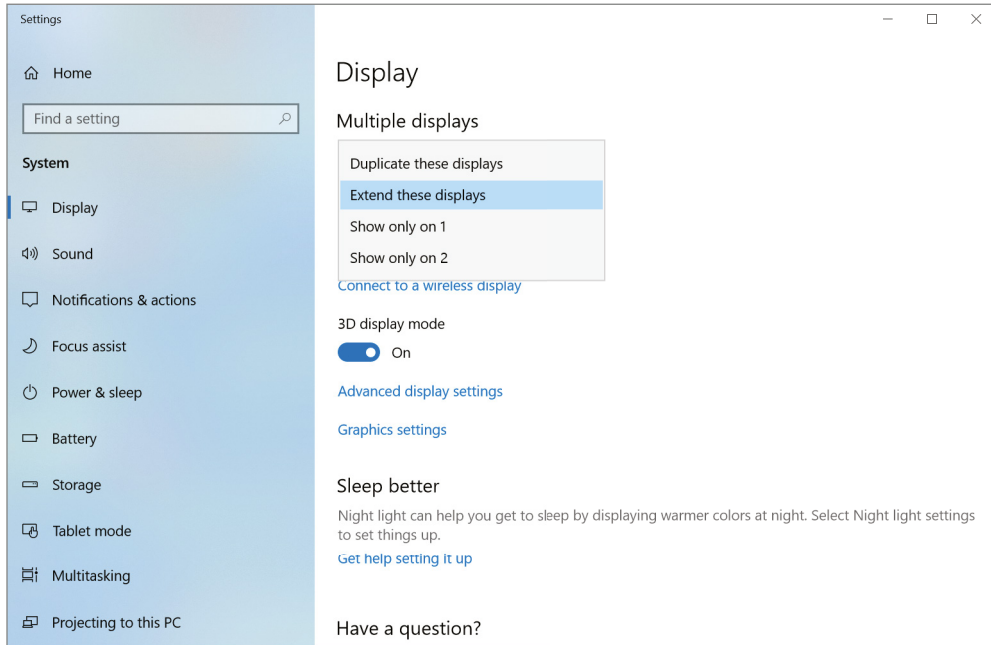 Settings
Home
Find a setting
System
Display
Sound
Notifications & actions
Focus assist
Power & sleep
Battery
Storage
Tablet mode
Multitasking
Projecting to this PC
Display
Multiple displays
Duplicate these displays
Extend these displays
Show only on 1
Show only on 2
Connect to a wireless display
3D display mode
On
Advanced display settings
Graphics settings
Sleep better
Night light can help you get to sleep by displaying warmer colors at night. Select Night light settings
to set things up.
Get help setting it up
Have a question?